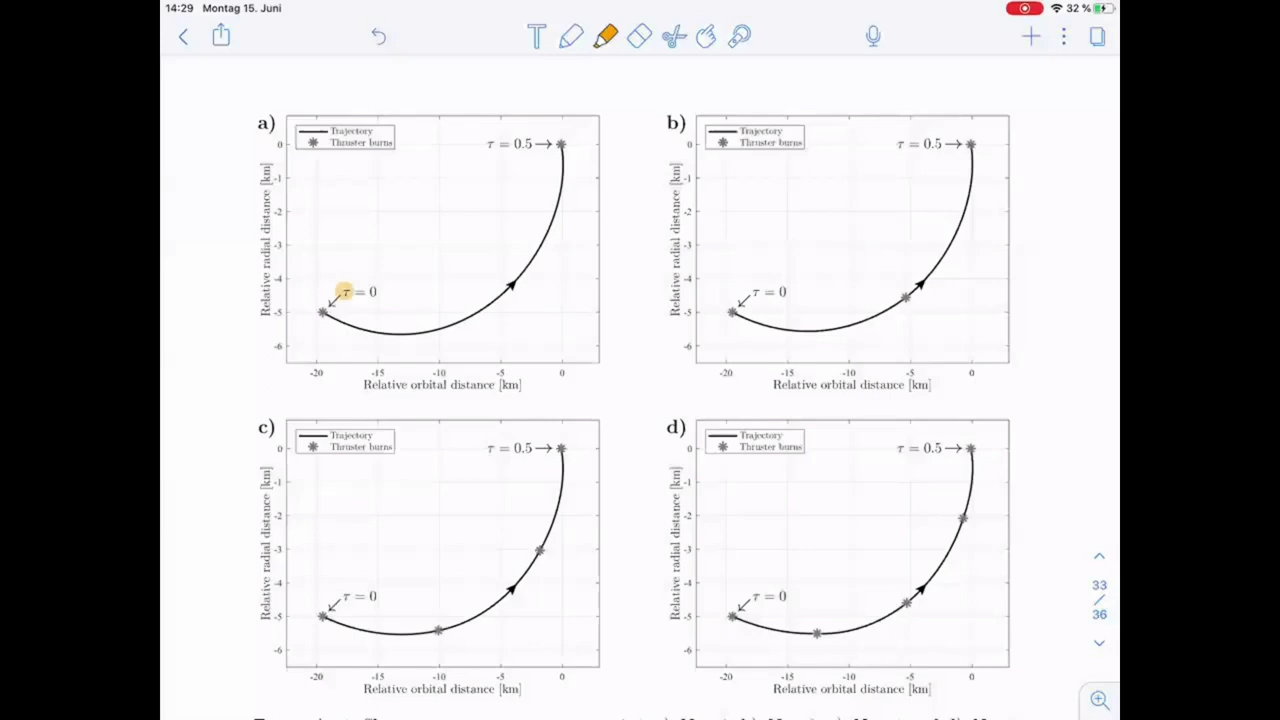 14:29 Montag 15. Juni
32 %
a)
Trajectory
Thruster burns
τ = 0.5
τ = 0
0
-1
-2
-3
-4
-5
-6
-20 -15 -10 -5 0
Relative radial distance [km]
Relative orbital distance [km]
b)
Trajectory
Thruster burns
τ = 0.5
τ = 0
0
-1
-2
-3
-4
-5
-6
-20 -15 -10 -5 0
Relative radial distance [km]
Relative orbital distance [km]
c)
Trajectory
Thruster burns
τ = 0.5
τ = 0
0
-1
-2
-3
-4
-5
-6
-20 -15 -10 -5 0
Relative radial distance [km]
Relative orbital distance [km]
d)
Trajectory
Thruster burns
τ = 0.5
τ = 0
0
-1
-2
-3
-4
-5
-6
-20 -15 -10 -5 0
Relative radial distance [km]
Relative orbital distance [km]
33
/
36